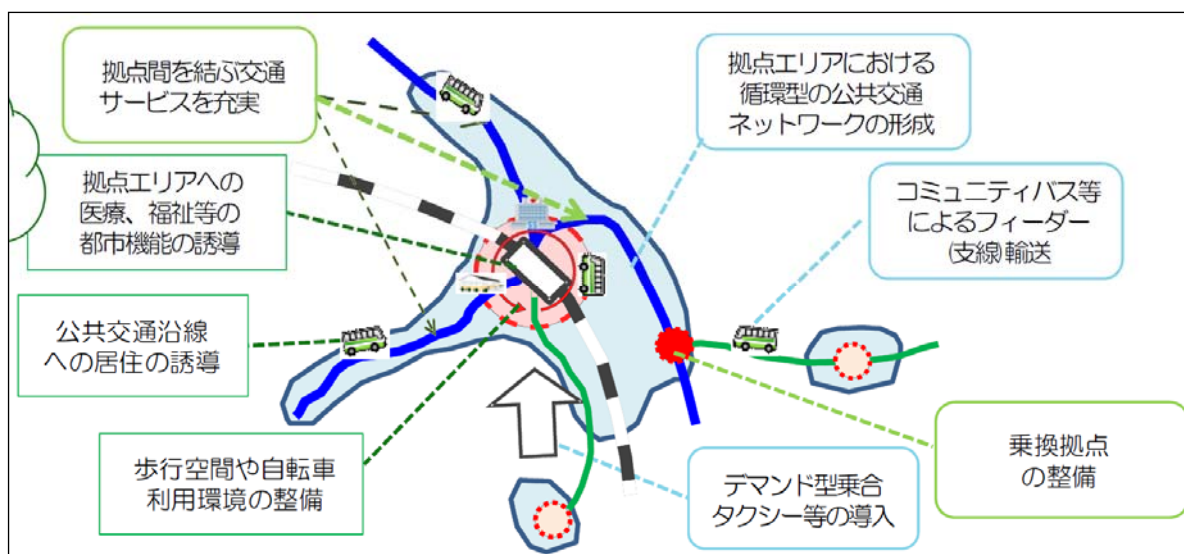 拠点間を結ぶ交通
サービスを充実
拠点エリアにおける
循環型の公共交通
ネットワークの形成
拠点エリアへの
医療、福祉等の
都市機能の誘導
コミュニティバス等
によるフィーダー
(支線)輸送
公共交通沿線
への居住の誘導
歩行空間や自転車
利用環境の整備
デマンド型乗合
タクシー等の導入
乗換拠点
の整備